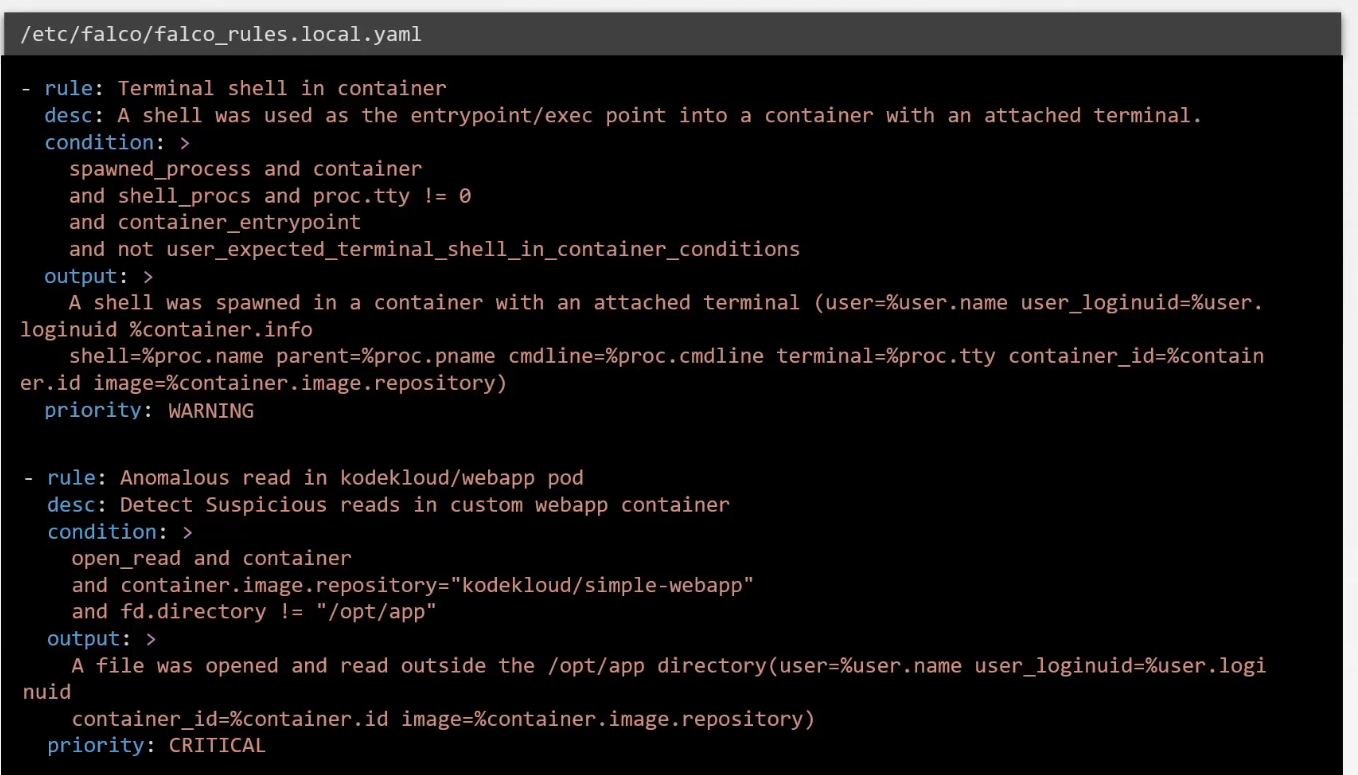 /etc/falco/falco_rules.local.yaml
- rule: Terminal shell in container
desc: A shell was used as the entrypoint/exec point into a container with an attached terminal.
condition: >
spawned_process and container
and shell_procs and proc.tty != 0
and container_entrypoint
and not user_expected_terminal_shell_in_container_conditions
output: >
A shell was spawned in a container with an attached terminal (user=%user.name user_loginuid=%user.
loginuid %container.info
shell=%proc.name parent=%proc.pname cmdline=%proc.cmdline terminal=%proc.tty container_id=%contain
er.id image=%container.image.repository)
priority: WARNING
- rule: Anomalous read in kodekloud/webapp pod
desc: Detect Suspicious reads in custom webapp container
condition: >
open_read and container
and container.image.repository="kodekloud/simple-webapp"
and fd.directory != "/opt/app"
output: >
A file was opened and read outside the /opt/app directory(user=%user.name user_loginuid=%user.logi
nuid
container_id=%container.id image=%container.image.repository)
priority: CRITICAL